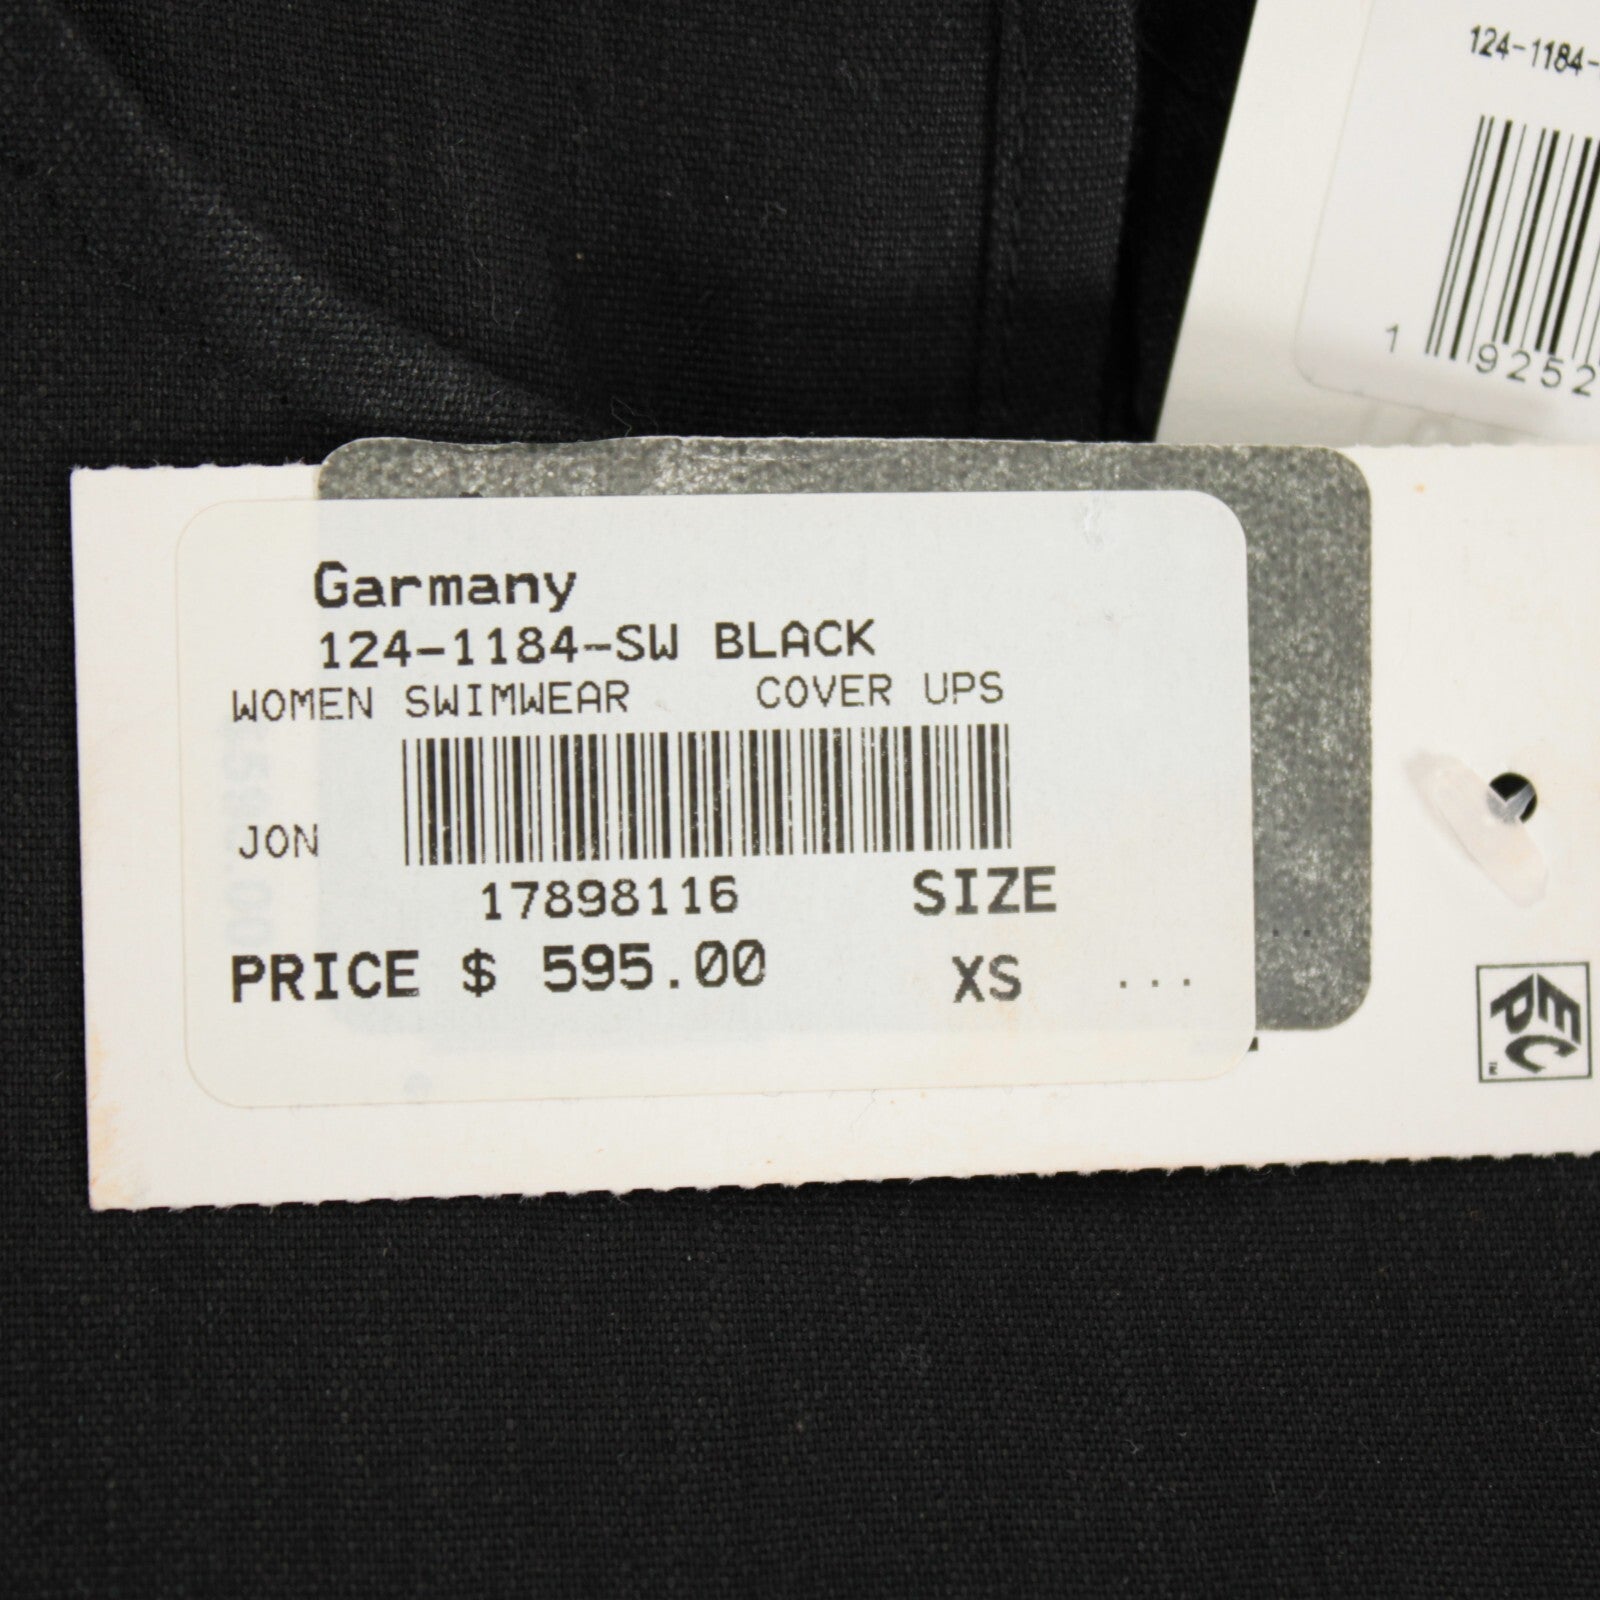 124-1184-
1 9252
Garmany
124-1184-SW BLACK
WOMEN SWIMWEAR COVER UPS
JON
17898116 SIZE
PRICE $ 595.00 XS ...
EPC